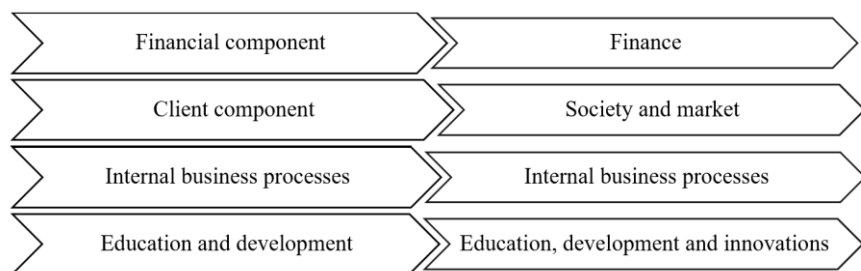 Financial component
Finance
Client component
Society and market
Internal business processes
Internal business processes
Education and development
Education, development and innovations